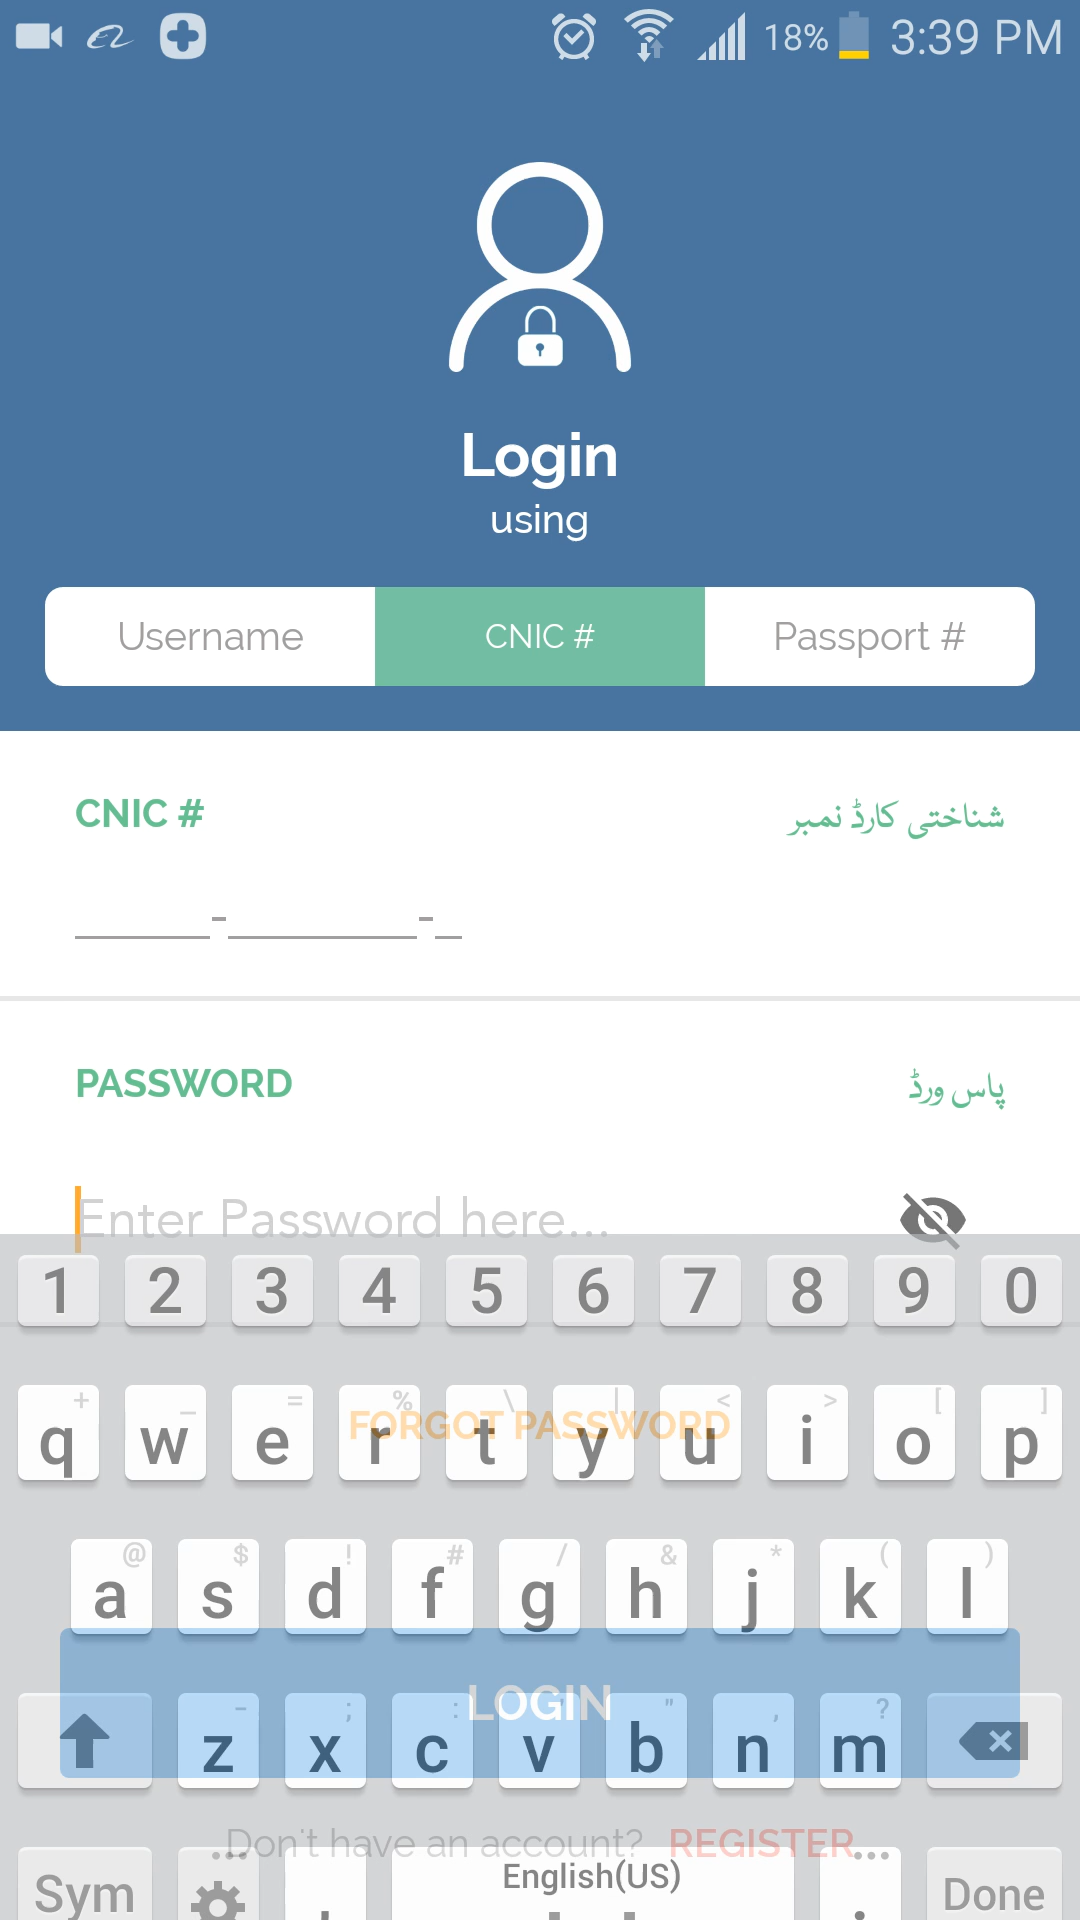 18% 3:39 PM
Login
using
Username CNIC # Passport #
CNIC # شناختی کارڈ نمبر
_____-_______-_
PASSWORD پاس ورڈ
Enter Password here...
1 2 3 4 5 6 7 8 9 0
+ _ = % \ | < > [ ]
q w e r t y u i o p
FORGOT PASSWORD
@ $ ! # / & * ( )
a s d f g h j k l
LOGIN
- ; : ' " , ?
z x c v b n m
Don't have an account? REGISTER
Sym English(US) Done